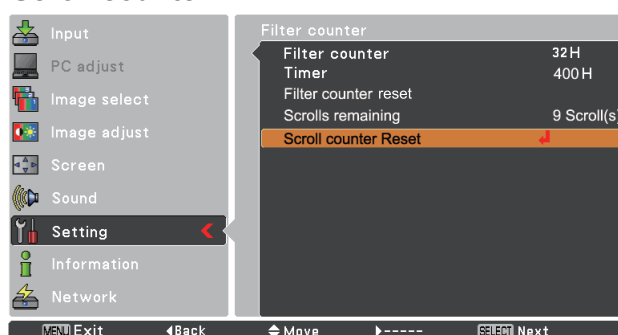 Input
PC adjust
Image select
Image adjust
Screen
Sound
Setting
Information
Network
Filter counter
Filter counter 32H
Timer 400H
Filter counter reset
Scrolls remaining 9 Scroll(s)
Scroll counter Reset
MENU Exit Back Move ----- SELECT Next